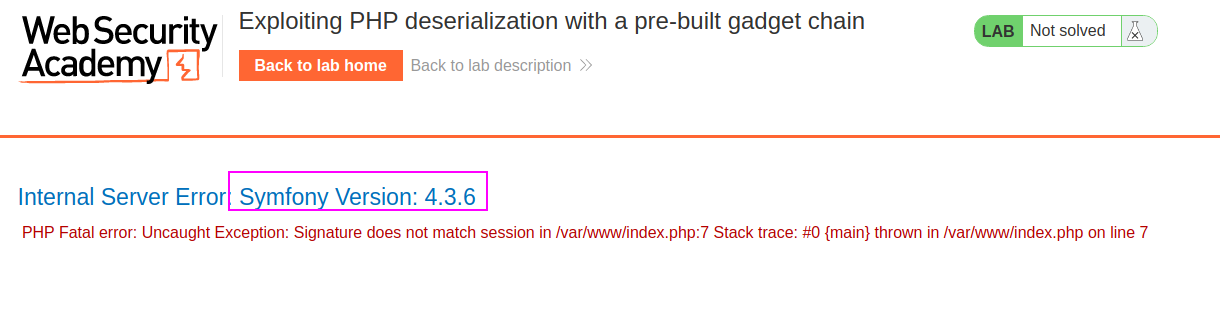 Web Security
Academy
Exploiting PHP deserialization with a pre-built gadget chain
Back to lab home
Back to lab description
LAB
Not solved
Internal Server Error: Symfony Version: 4.3.6
PHP Fatal error: Uncaught Exception: Signature does not match session in /var/www/index.php:7 Stack trace: #0 {main} thrown in /var/www/index.php on line 7